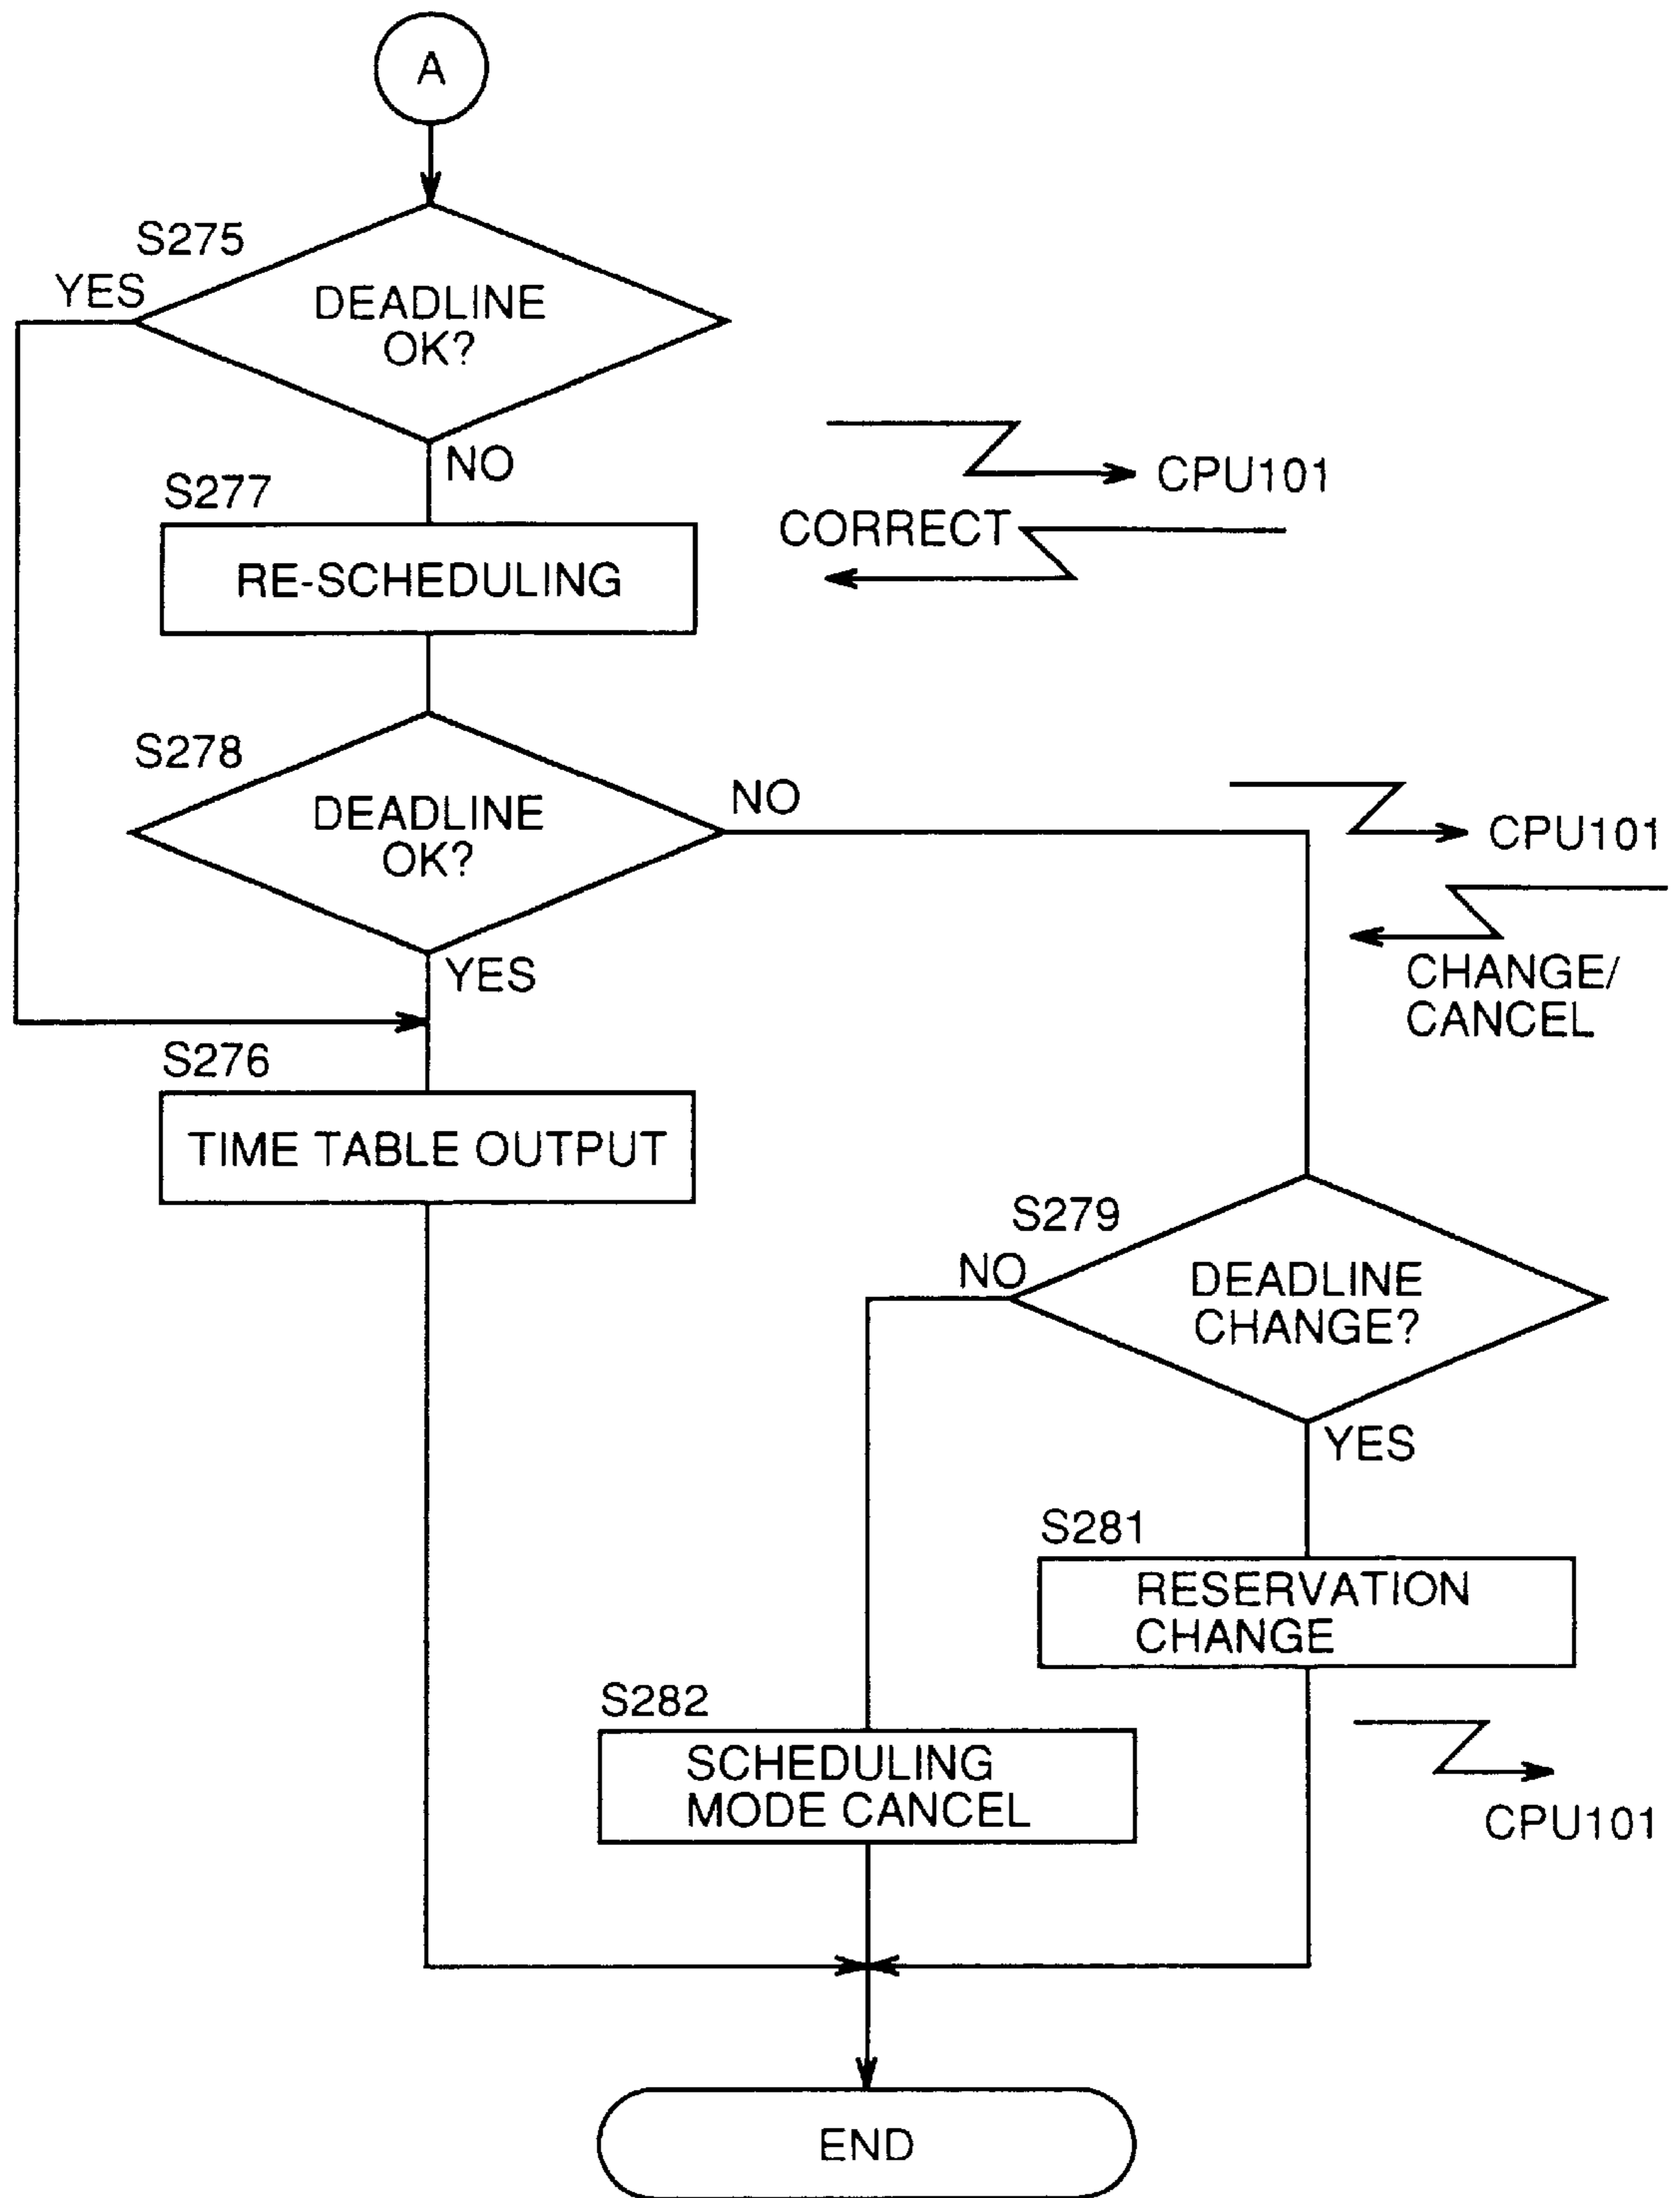 A
S275
YES
DEADLINE
OK?
NO
CPU101
S277
CORRECT
RE-SCHEDULING
S278
NO
DEADLINE
OK?
CPU101
YES
CHANGE/
CANCEL
S276
TIME TABLE OUTPUT
S279
NO
DEADLINE
CHANGE?
YES
S281
RESERVATION
CHANGE
S282
SCHEDULING
MODE CANCEL
CPU101
END